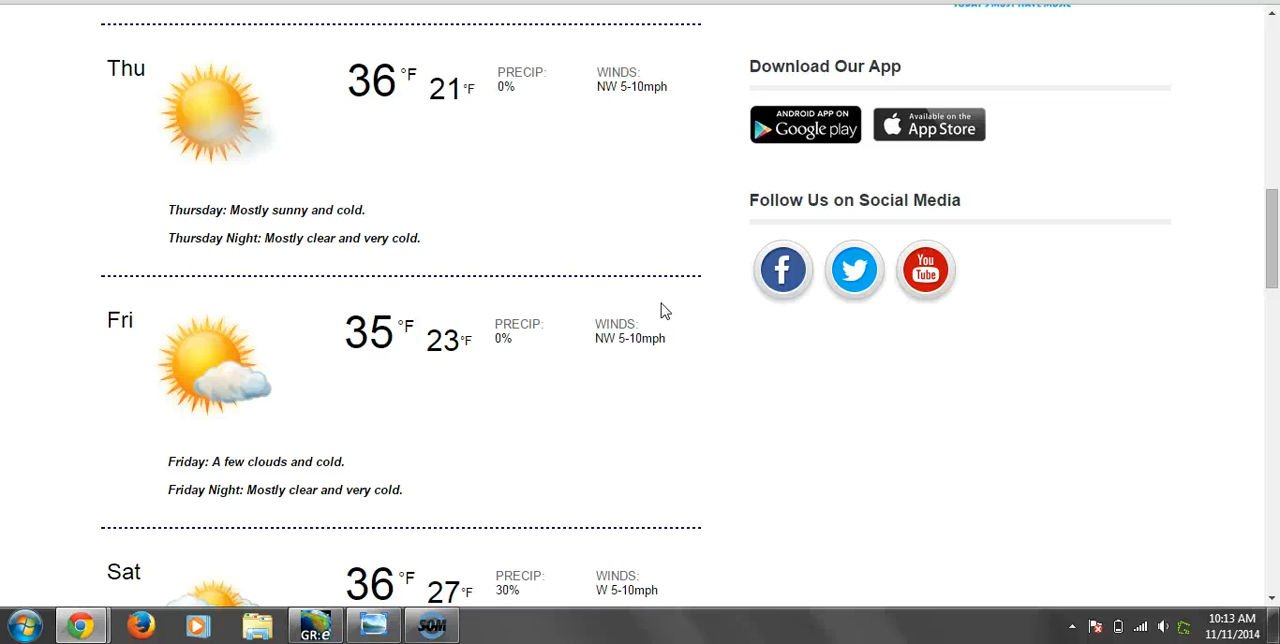 Thu
36 °F 21 °F
PRECIP:
0%
WINDS:
NW 5-10mph
Thursday: Mostly sunny and cold.
Thursday Night: Mostly clear and very cold.
Fri
35 °F 23 °F
PRECIP:
0%
WINDS:
NW 5-10mph
Friday: A few clouds and cold.
Friday Night: Mostly clear and very cold.
Sat
36 °F 27 °F
PRECIP:
30%
WINDS:
W 5-10mph
Download Our App
ANDROID APP ON
Google play
Available on the
App Store
Follow Us on Social Media
f
You
Tube
GR:e
SOM
10:13 AM
11/11/2014